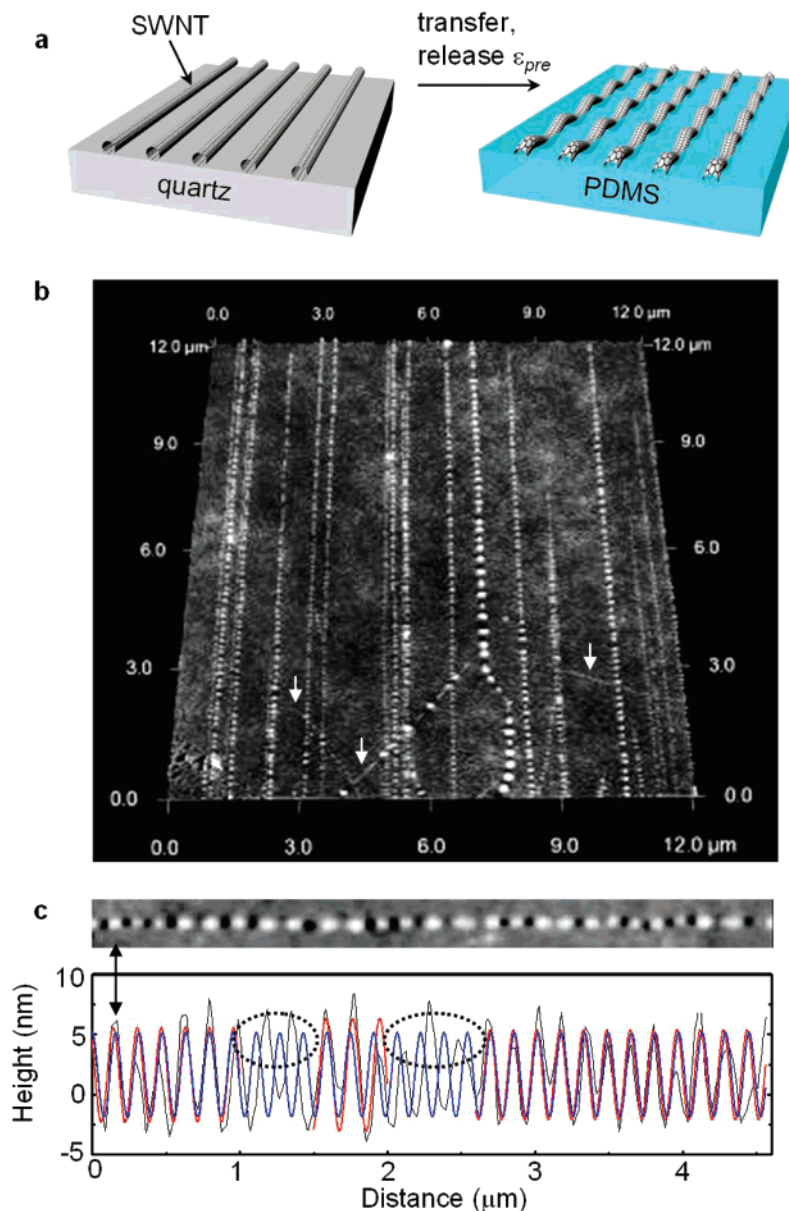 a
SWNT
transfer,
release εpre
quartz
PDMS
b
0.0 3.0 6.0 9.0 12.0 μm
12.0 μm 12.0 μm
9.0 9.0
6.0 6.0
3.0 3.0
0.0 0.0
0.0 3.0 6.0 9.0 12.0 μm
c
10
5
0
-5
Height (nm)
0 1 2 3 4
Distance (μm)